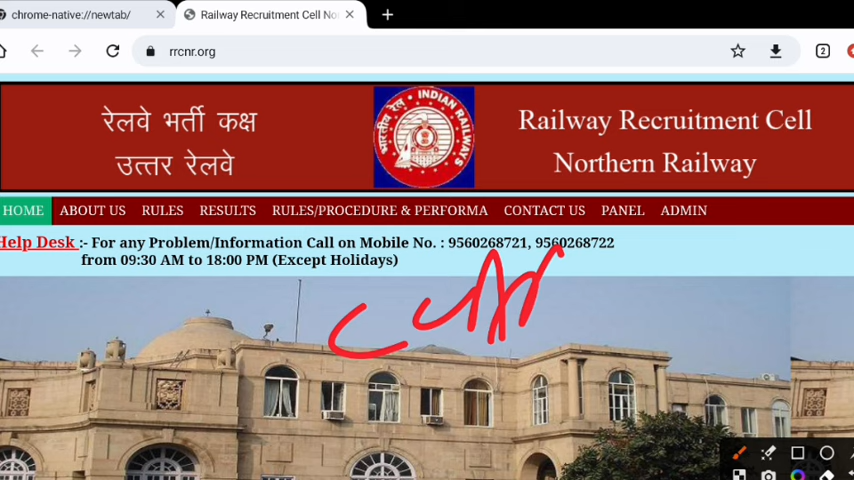 chrome-native://newtab/
Railway Recruitment Cell No
rrcnr.org
2
रेलवे भर्ती कक्ष
उत्तर रेलवे
भारतीय रेल
INDIAN RAILWAYS
Railway Recruitment Cell
Northern Railway
HOME ABOUT US RULES RESULTS RULES/PROCEDURE & PERFORMA CONTACT US PANEL ADMIN
Help Desk :- For any Problem/Information Call on Mobile No. : 9560268721, 9560268722
from 09:30 AM to 18:00 PM (Except Holidays)